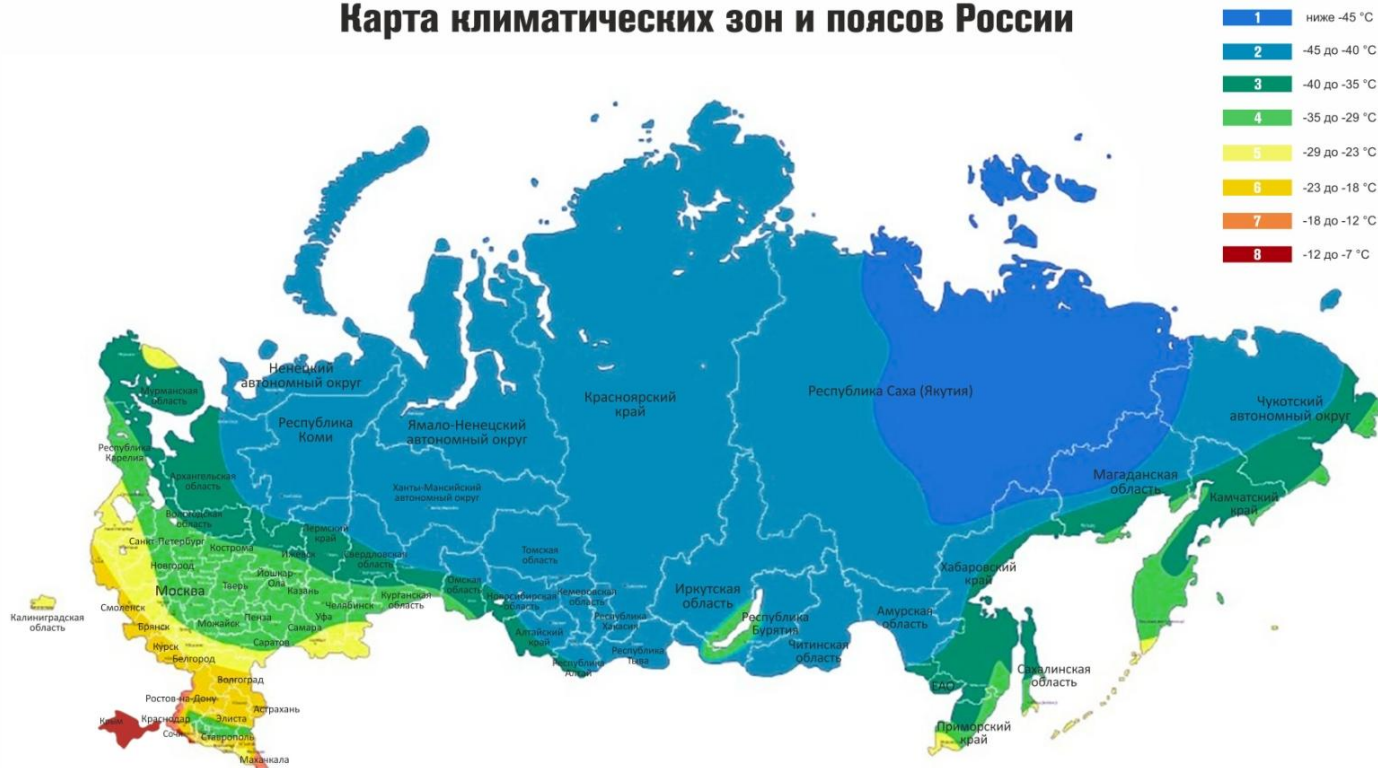 Карта климатических зон и поясов России
1 ниже -45 °C
2 -45 до -40 °C
3 -40 до -35 °C
4 -35 до -29 °C
5 -29 до -23 °C
6 -23 до -18 °C
7 -18 до -12 °C
8 -12 до -7 °C
Мурманская
область
Ненецкий
автономный округ
Республика
Коми
Ямало-Ненецкий
автономный округ
Красноярский
край
Республика Саха (Якутия)
Чукотский
автономный округ
Республика
Карелия
Архангельская
область
Ханты-Мансийский
автономный округ
Магаданская
область
Камчатский
край
Вологодская
область
Пермский
край
Санкт-Петербург
Кострома
Ижевск
Свердловская
область
Томская
область
Хабаровский
край
Новгород
Москва
Тверь
Йошкар-
Ола
Казань
Омская
область
Новосибирская
область
Кемеровская
область
Иркутская
область
Республика
Бурятия
Амурская
область
Калининградская
область
Смоленск
Брянск
Можайск
Пенза
Самара
Уфа
Челябинск
Курганская
область
Алтайский
край
Республика
Хакасия
Читинская
область
Курск
Белгород
Саратов
Республика
Алтай
Республика
Тыва
ЕАО
Сахалинская
область
Волгоград
Ростов-на-Дону
Астрахань
Крым
Краснодар
Элиста
Сочи
Ставрополь
Махачкала
Приморский
край